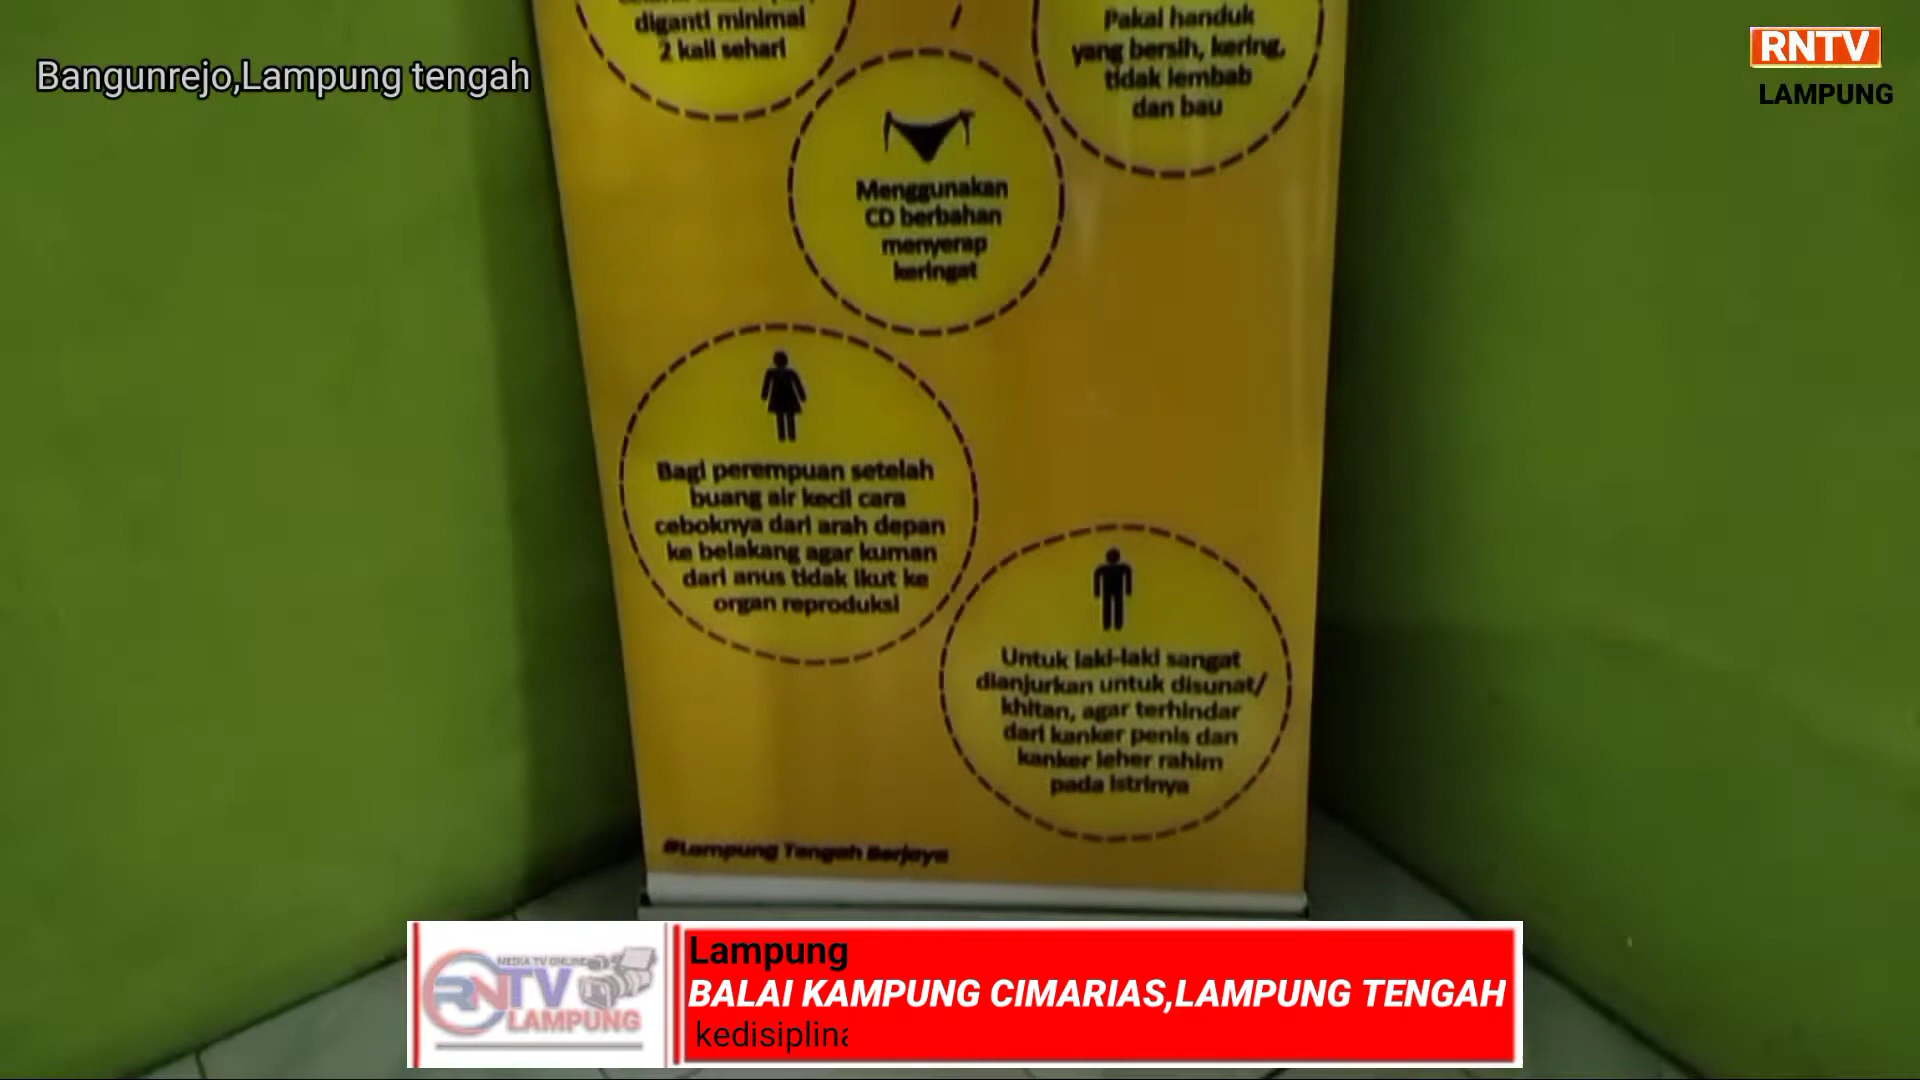 Bangunrejo,Lampung tengah
RNTV
LAMPUNG
diganti minimal
2 kali sehari
Pakai handuk
yang bersih, kering,
tidak lembab
dan bau
Menggunakan
CD berbahan
menyerap
keringat
Bagi perempuan setelah
buang air kecil cara
ceboknya dari arah depan
ke belakang agar kuman
dari anus tidak ikut ke
organ reproduksi
Untuk laki-laki sangat
dianjurkan untuk disunat/
khitan, agar terhindar
dari kanker penis dan
kanker leher rahim
pada istrinya
#Lampung Tengah Berjaya
MEDIA TV ONLINE
RNTV
LAMPUNG
Lampung
BALAI KAMPUNG CIMARIAS,LAMPUNG TENGAH
kedisiplina